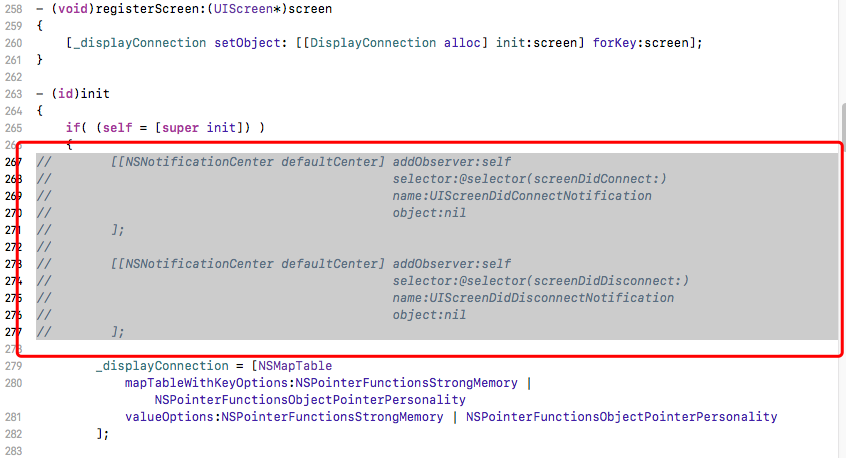 258 - (void)registerScreen:(UIScreen*)screen
259 {
260     [_displayConnection setObject: [[DisplayConnection alloc] init:screen] forKey:screen];
261 }
262
263 - (id)init
264 {
265     if( (self = [super init]) )
266     {
267 //        [[NSNotificationCenter defaultCenter] addObserver:self
268 //                                              selector:@selector(screenDidConnect:)
269 //                                              name:UIScreenDidConnectNotification
270 //                                              object:nil
271 //        ];
272 //
273 //        [[NSNotificationCenter defaultCenter] addObserver:self
274 //                                              selector:@selector(screenDidDisconnect:)
275 //                                              name:UIScreenDidDisconnectNotification
276 //                                              object:nil
277 //        ];
278
279         _displayConnection = [NSMapTable
280             mapTableWithKeyOptions:NSPointerFunctionsStrongMemory |
                NSPointerFunctionsObjectPointerPersonality
281             valueOptions:NSPointerFunctionsStrongMemory | NSPointerFunctionsObjectPointerPersonality
282         ];
283